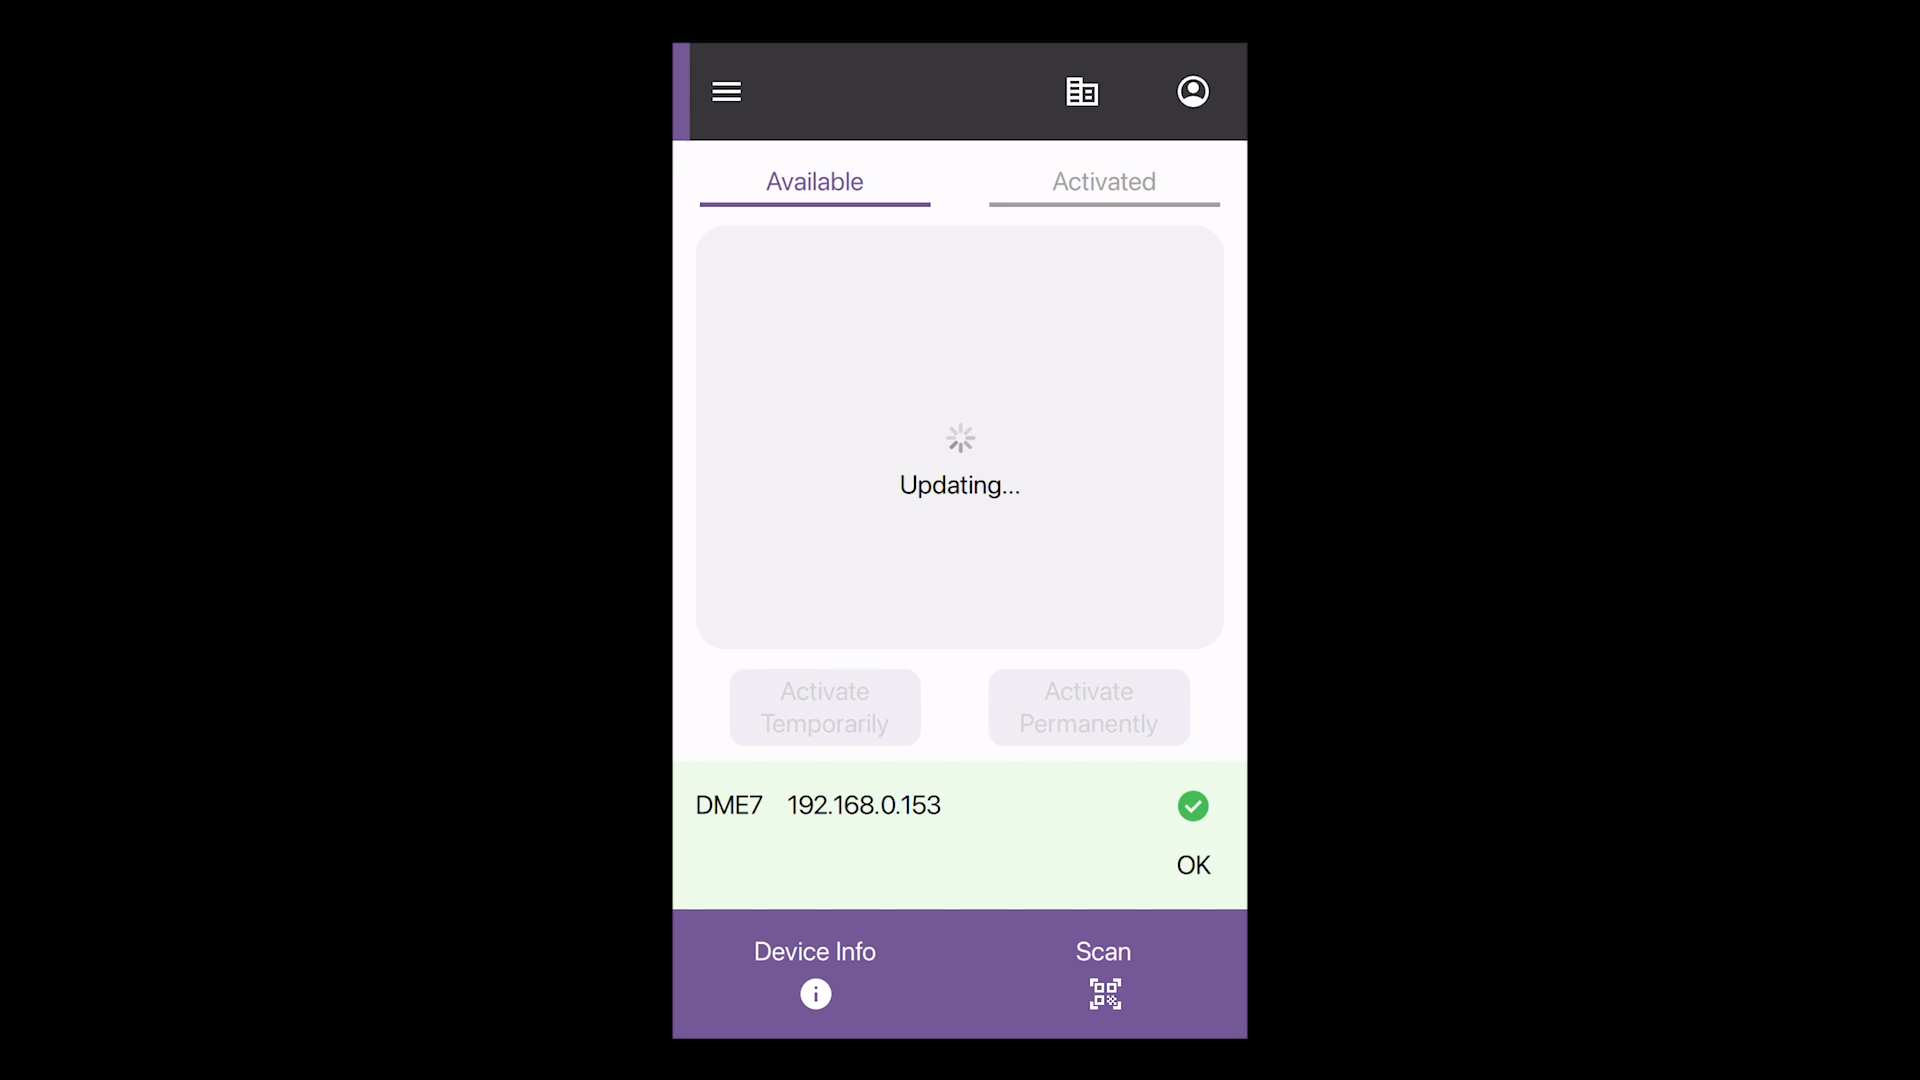 Available Activated
Updating...
Activate Temporarily
Activate Permanently
DME7 192.168.0.153
OK
Device Info Scan